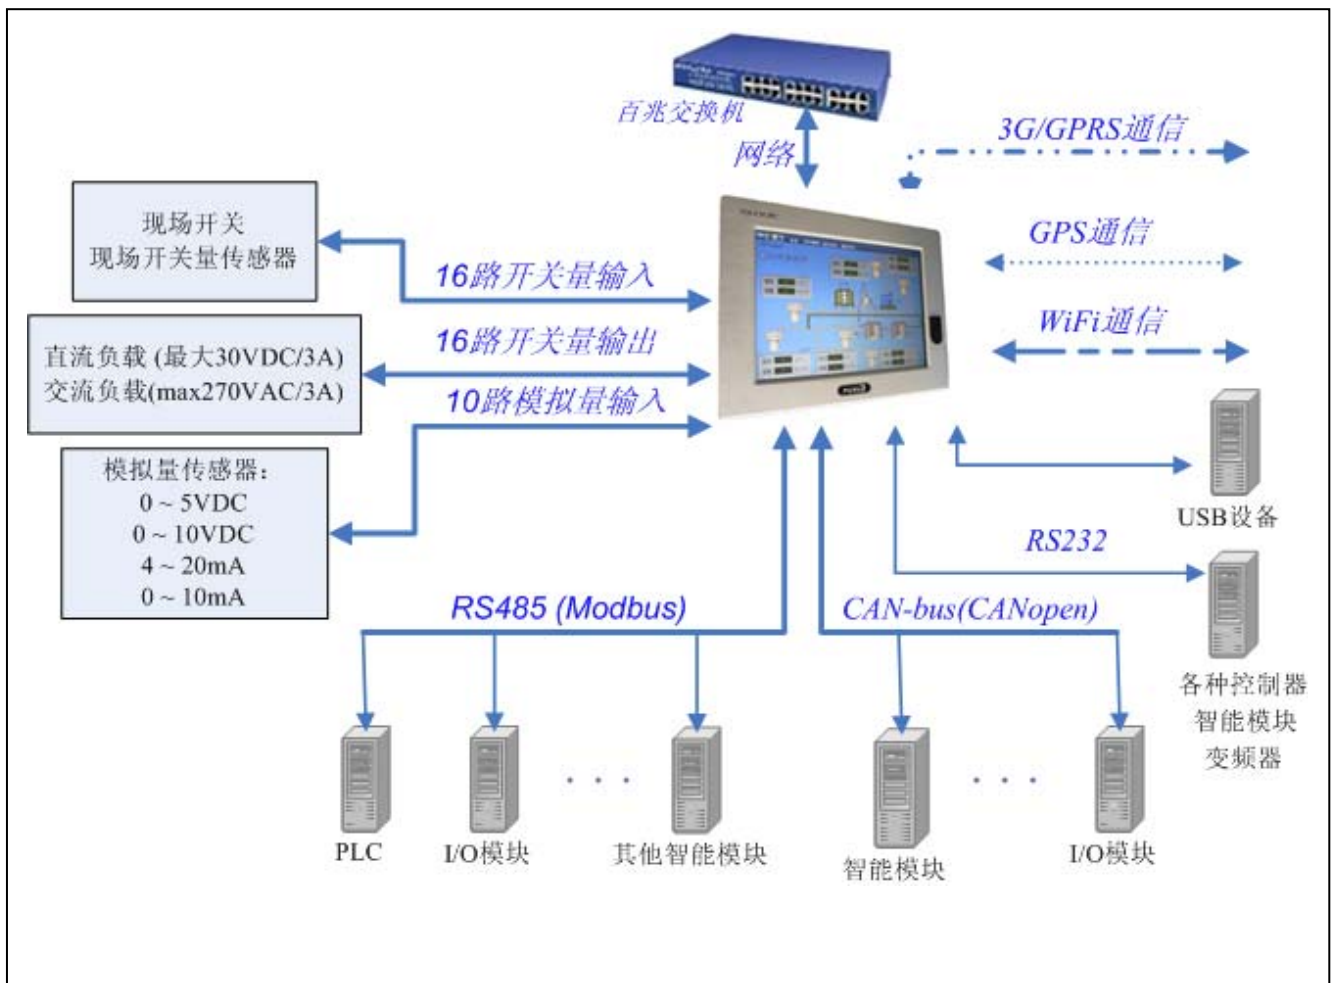 百兆交换机
网络
3G/GPRS通信
GPS通信
WiFi通信
现场开关
现场开关量传感器
16路开关量输入
直流负载 (最大30VDC/3A)
交流负载(max270VAC/3A)
16路开关量输出
10路模拟量输入
模拟量传感器：
0 ~ 5VDC
0 ~ 10VDC
4 ~ 20mA
0 ~ 10mA
USB设备
RS232
各种控制器
智能模块
变频器
RS485 (Modbus)
CAN-bus(CANopen)
PLC
I/O模块
· · ·
其他智能模块
智能模块
· · ·
I/O模块